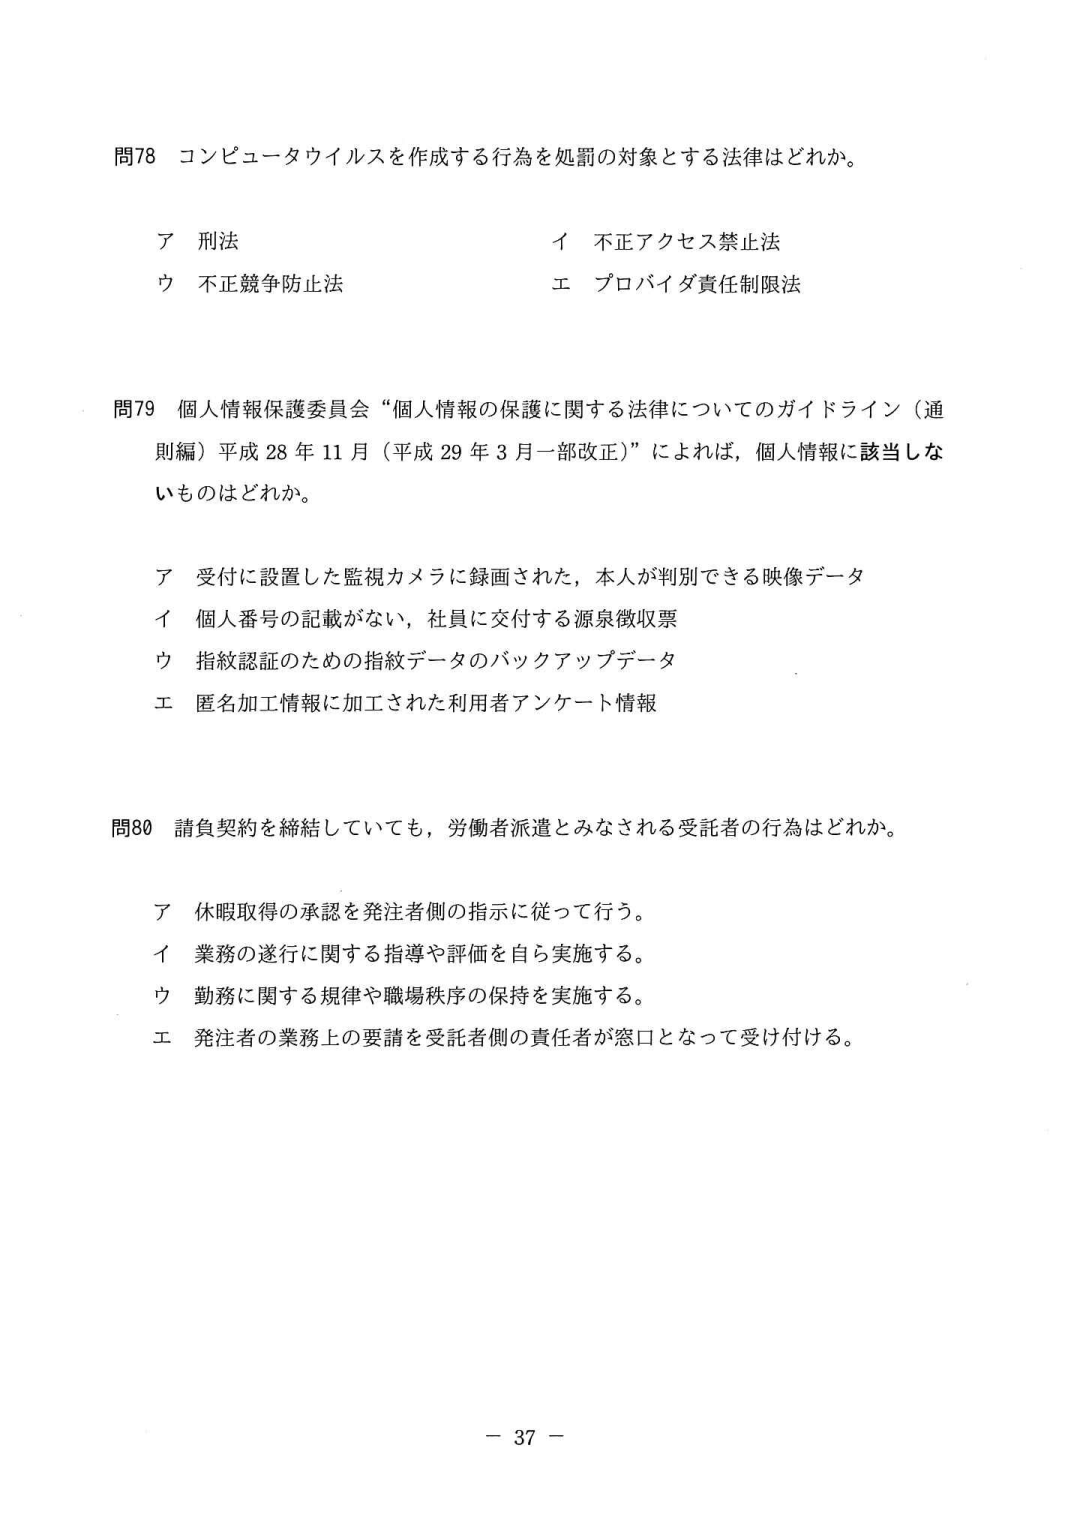 問78 コンピュータウイルスを作成する行為を処罰の対象とする法律はどれか。
ア 刑法 イ 不正アクセス禁止法
ウ 不正競争防止法 エ プロバイダ責任制限法
問79 個人情報保護委員会“個人情報の保護に関する法律についてのガイドライン（通
則編）平成 28 年 11 月（平成 29 年 3 月一部改正）”によれば，個人情報に該当しな
いものはどれか。
ア 受付に設置した監視カメラに録画された，本人が判別できる映像データ
イ 個人番号の記載がない，社員に交付する源泉徴収票
ウ 指紋認証のための指紋データのバックアップデータ
エ 匿名加工情報に加工された利用者アンケート情報
問80 請負契約を締結していても，労働者派遣とみなされる受託者の行為はどれか。
ア 休暇取得の承認を発注者側の指示に従って行う。
イ 業務の遂行に関する指導や評価を自ら実施する。
ウ 勤務に関する規律や職場秩序の保持を実施する。
エ 発注者の業務上の要請を受託者側の責任者が窓口となって受け付ける。
－ 37 －